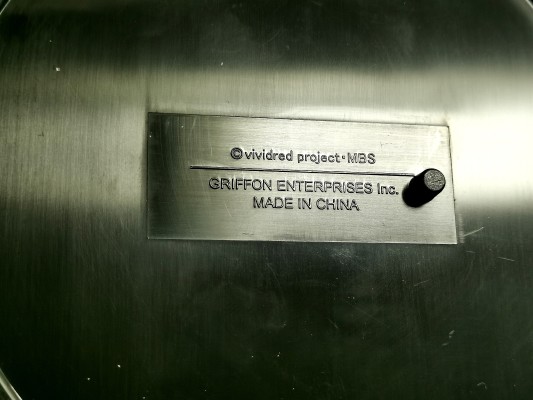 ©vividred project·MBS
GRIFFON ENTERPRISES Inc.
MADE IN CHINA